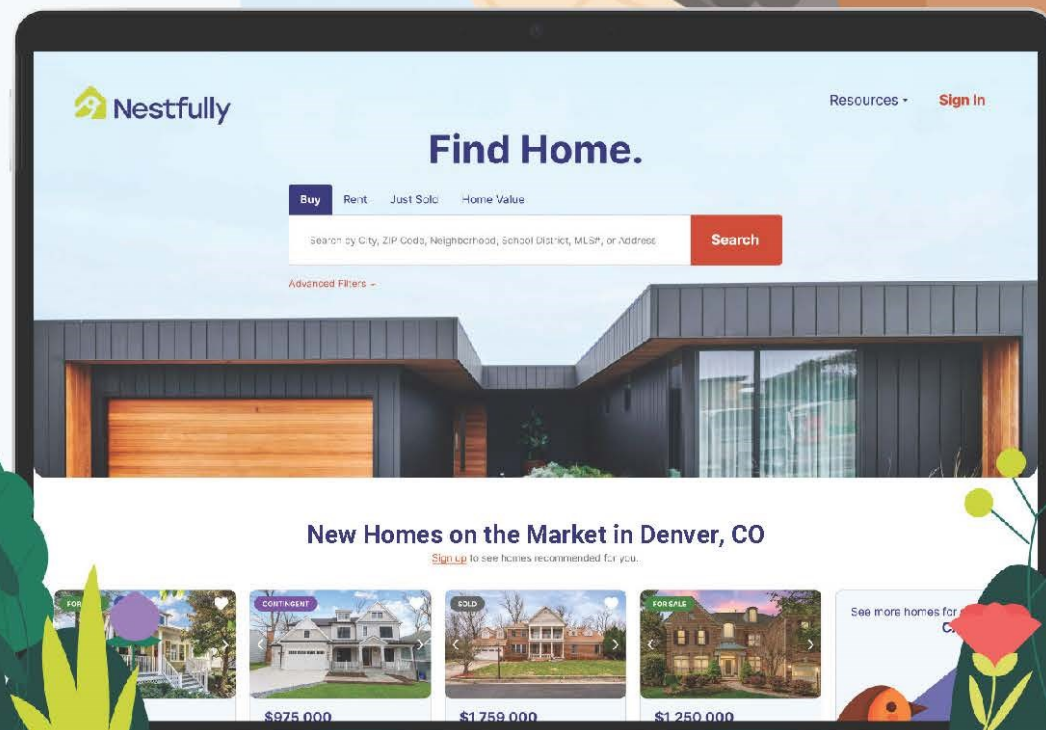 Nestfully
Resources
Sign In
Find Home.
Buy Rent Just Sold Home Value
Search by City, ZIP Code, Neighborhood, School District, MLS#, or Address
Search
Advanced Filters
New Homes on the Market in Denver, CO
Sign up to see homes recommended for you.
FOR
CONTINGENT
SOLD
FOR SALE
See more homes for
$975,000
$1,759,000
$1,250,000